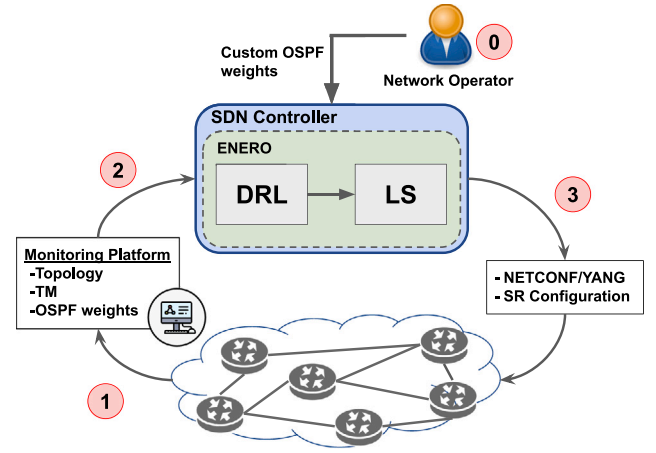 0
Custom OSPF
weights
Network Operator
SDN Controller
ENERO
DRL
LS
2
3
Monitoring Platform
-Topology
-TM
-OSPF weights
- NETCONF/YANG
- SR Configuration
1